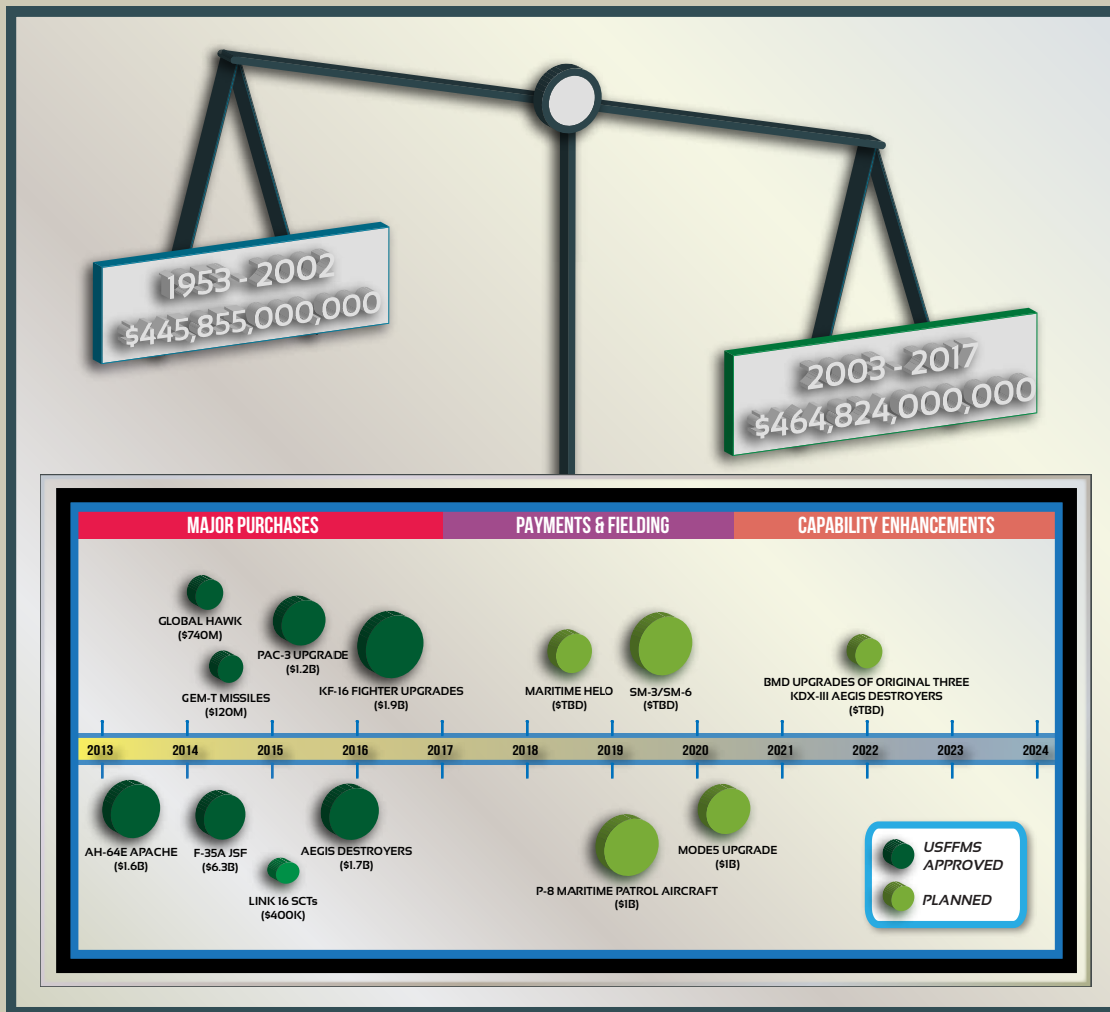 1953 - 2002
$445,855,000,000
2003 - 2017
$464,824,000,000
MAJOR PURCHASES
PAYMENTS & FIELDING
CAPABILITY ENHANCEMENTS
GLOBAL HAWK
($740M)
PAC-3 UPGRADE
($1.2B)
GEM-T MISSILES
($120M)
KF-16 FIGHTER UPGRADES
($1.9B)
MARITIME HELO
($TBD)
SM-3/SM-6
($TBD)
BMD UPGRADES OF ORIGINAL THREE
KDX-III AEGIS DESTROYERS
($TBD)
2013 2014 2015 2016 2017 2018 2019 2020 2021 2022 2023 2024
AH-64E APACHE
($1.6B)
F-35A JSF
($6.3B)
AEGIS DESTROYERS
($1.7B)
LINK 16 SCTs
($400K)
P-8 MARITIME PATROL AIRCRAFT
($1B)
MODE5 UPGRADE
($1B)
USFFMS
APPROVED
PLANNED